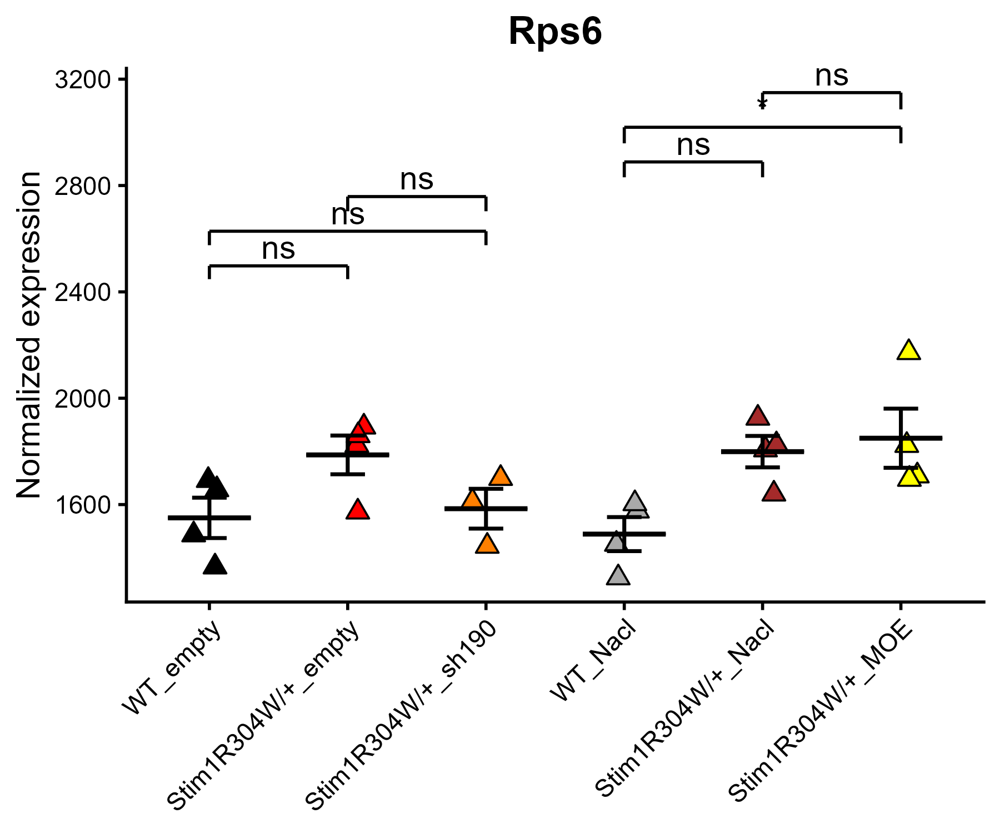 Rps6
Normalized expression
3200
2800
2400
2000
1600
ns
*
ns
ns
ns
ns
WT_empty
Stim1R304W/+_empty
Stim1R304W/+_sh190
WT_Nacl
Stim1R304W/+_Nacl
Stim1R304W/+_MOE